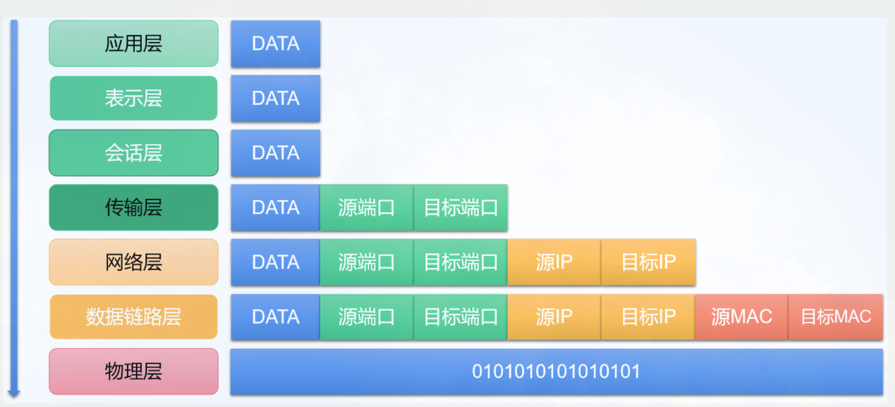 应用层 DATA
表示层 DATA
会话层 DATA
传输层 DATA 源端口 目标端口
网络层 DATA 源端口 目标端口 源IP 目标IP
数据链路层 DATA 源端口 目标端口 源IP 目标IP 源MAC 目标MAC
物理层 0101010101010101